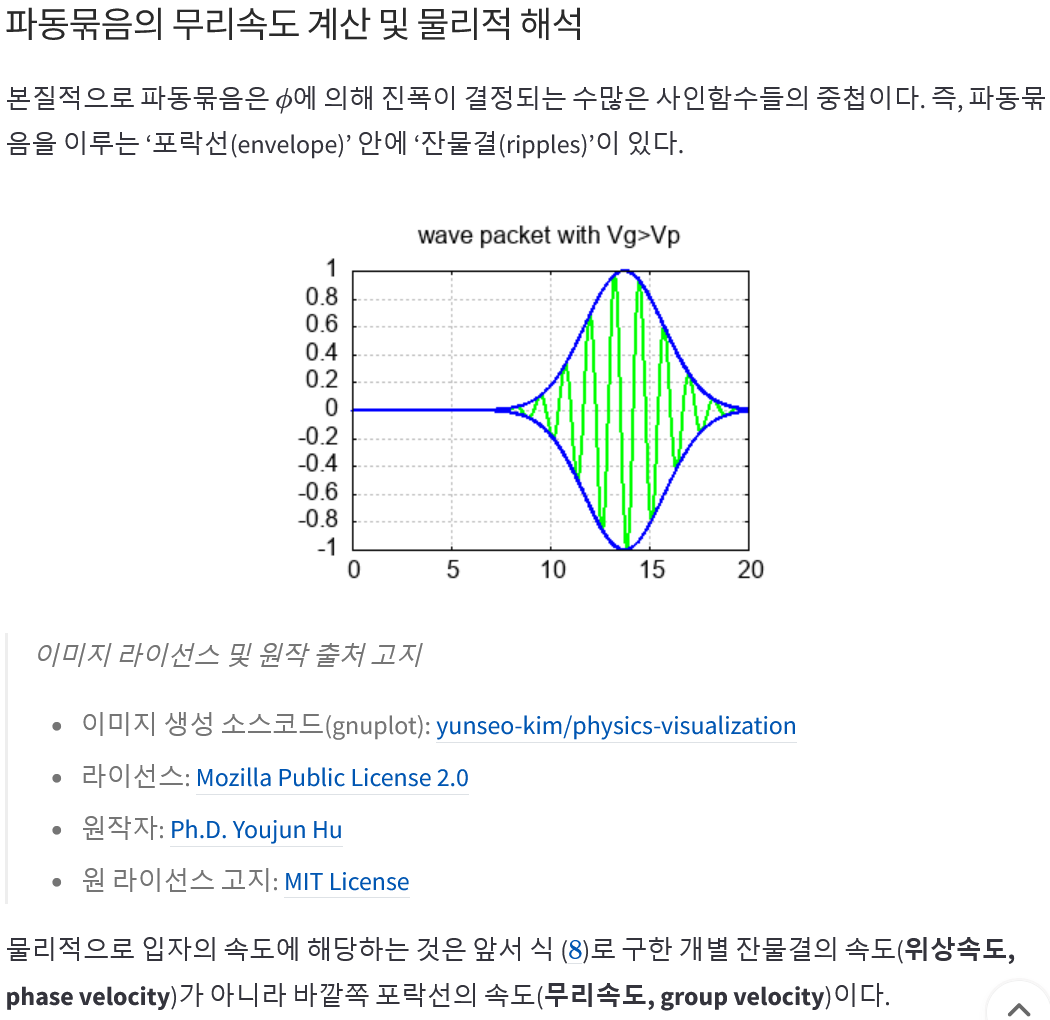 파동묶음의 무리속도 계산 및 물리적 해석
본질적으로 파동묶음은 ϕ에 의해 진폭이 결정되는 수많은 사인함수들의 중첩이다. 즉, 파동묶
음을 이루는 ‘포락선(envelope)’ 안에 ‘잔물결(ripples)’이 있다.
wave packet with Vg>Vp
1
0.8
0.6
0.4
0.2
0
-0.2
-0.4
-0.6
-0.8
-1
0 5 10 15 20
이미지 라이선스 및 원작 출처 고지
• 이미지 생성 소스코드(gnuplot): yunseo-kim/physics-visualization
• 라이선스: Mozilla Public License 2.0
• 원작자: Ph.D. Youjun Hu
• 원 라이선스 고지: MIT License
물리적으로 입자의 속도에 해당하는 것은 앞서 식 (8)로 구한 개별 잔물결의 속도(위상속도,
phase velocity)가 아니라 바깥쪽 포락선의 속도(무리속도, group velocity)이다.